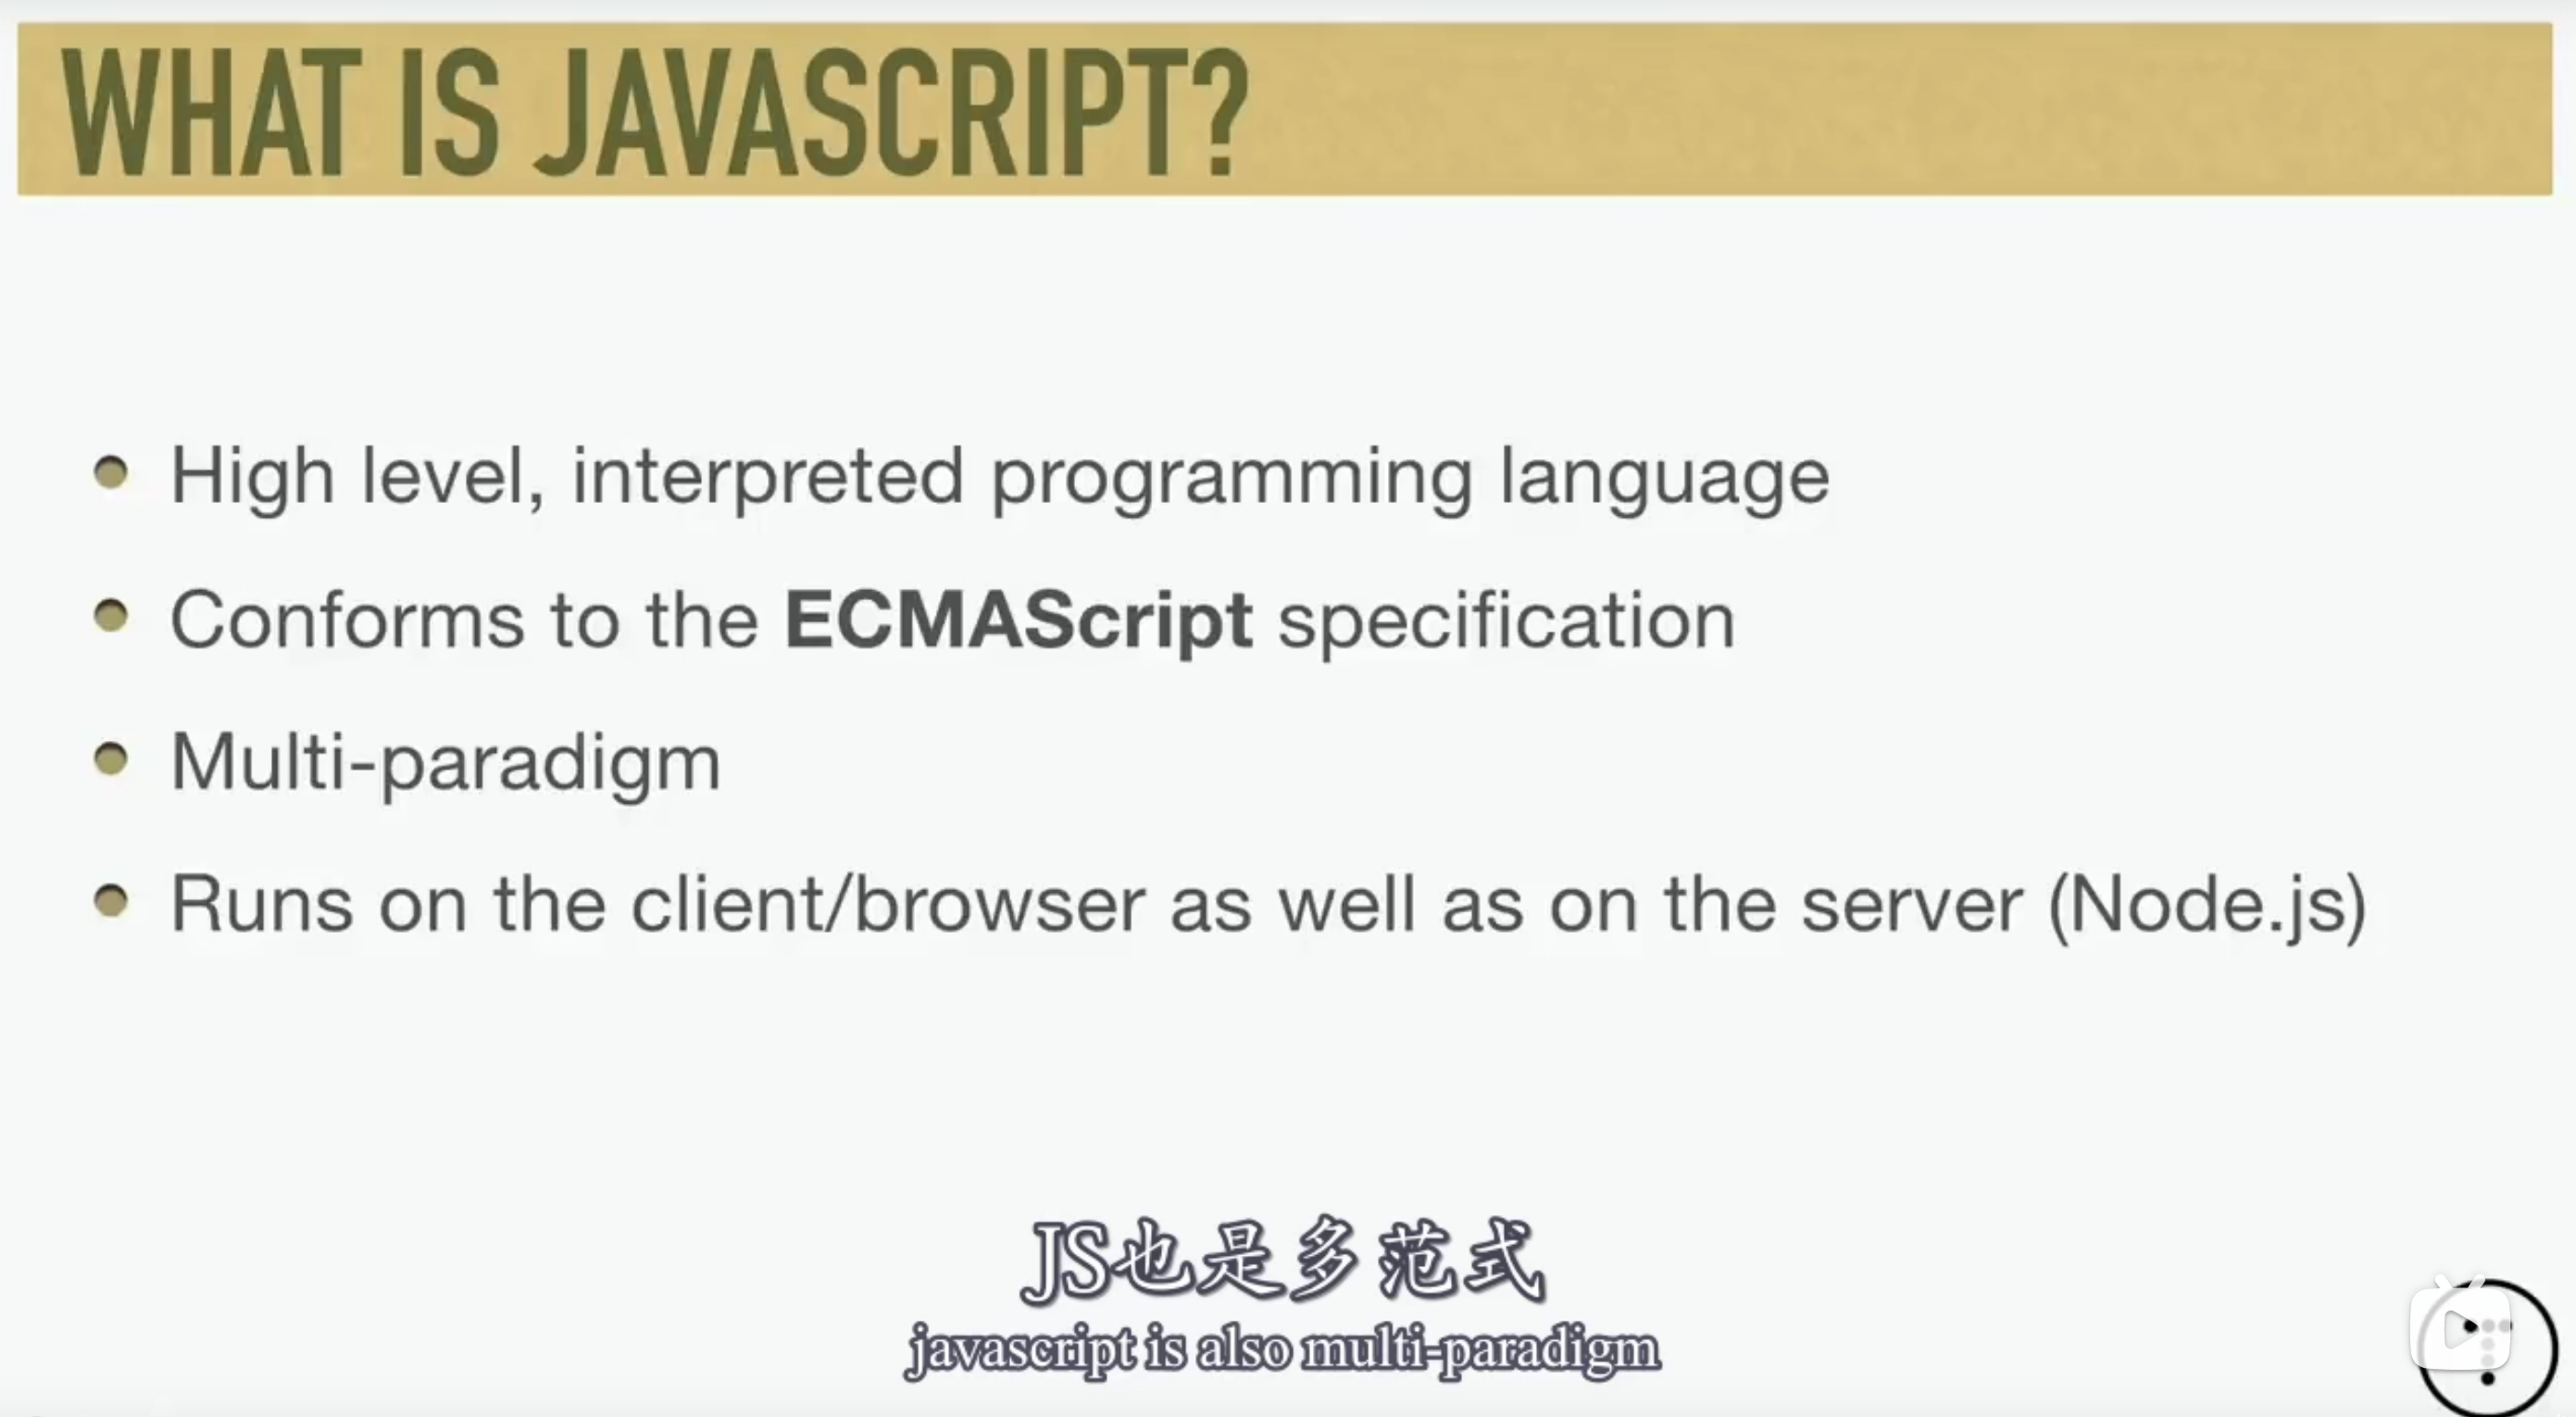 WHAT IS JAVASCRIPT?
High level, interpreted programming language
Conforms to the ECMAScript specification
Multi-paradigm
Runs on the client/browser as well as on the server (Node.js)
JS也是多范式
javascript is also multi-paradigm